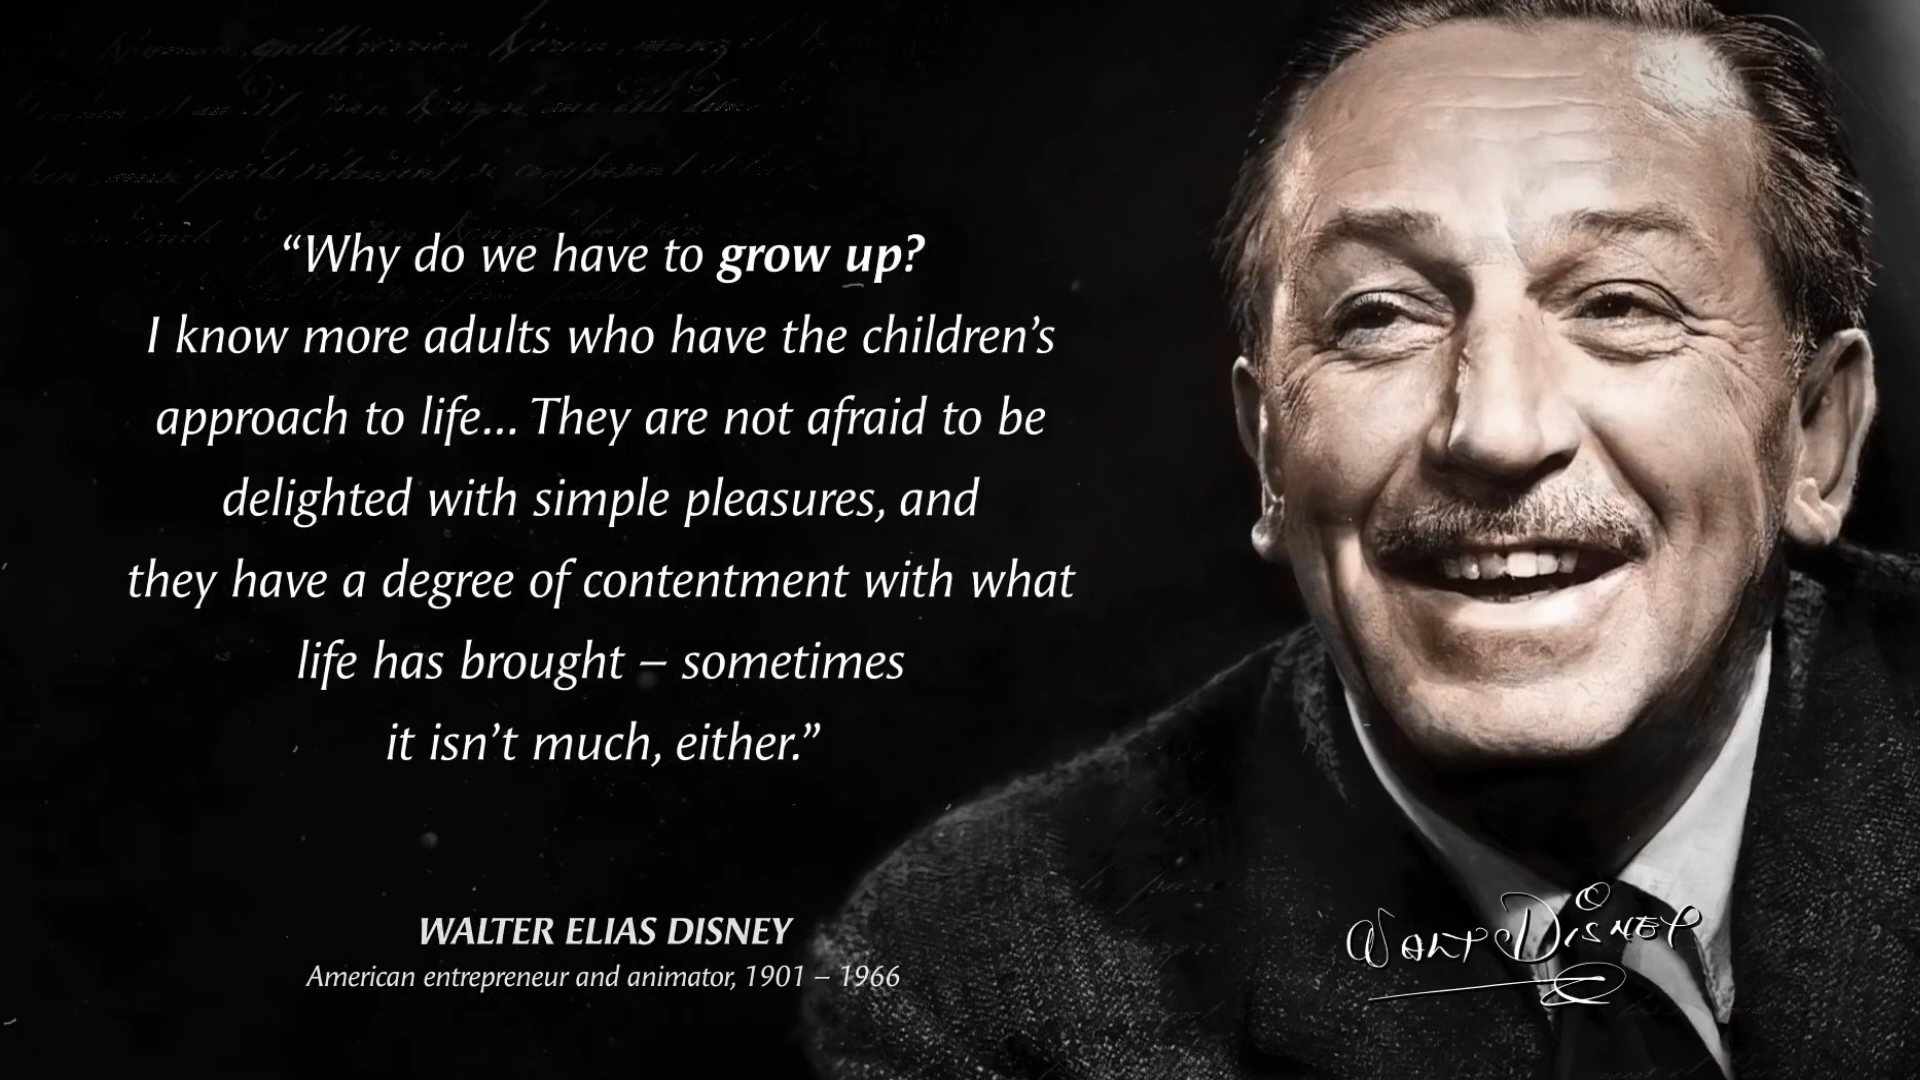 “Why do we have to grow up?
I know more adults who have the children’s
approach to life... They are not afraid to be
delighted with simple pleasures, and
they have a degree of contentment with what
life has brought – sometimes
it isn’t much, either.”
WALTER ELIAS DISNEY
American entrepreneur and animator, 1901 – 1966
WALT DISNEY